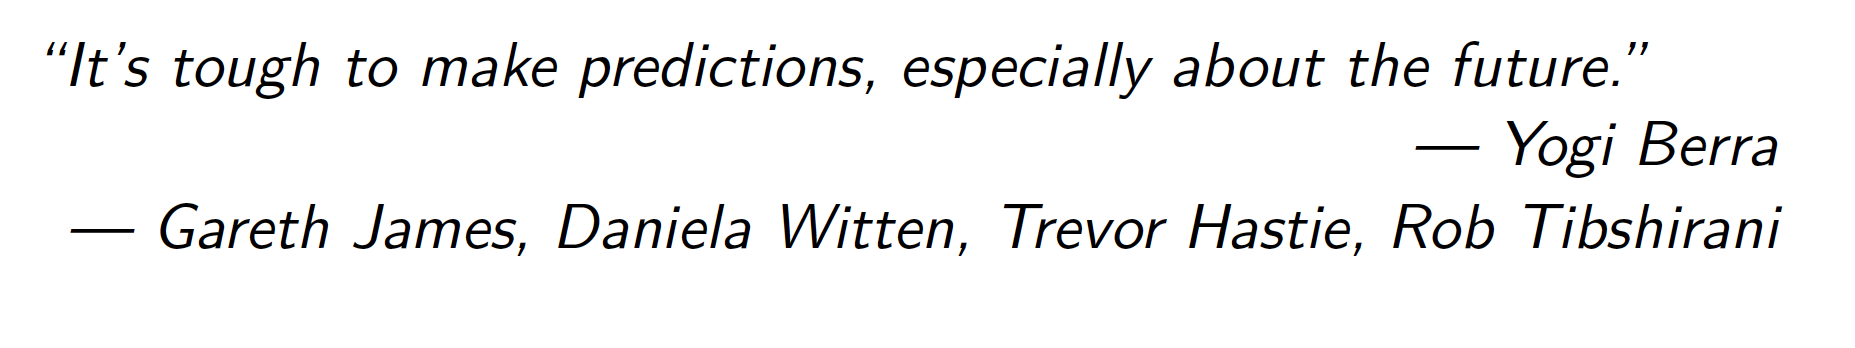 “It’s tough to make predictions, especially about the future.”
— Yogi Berra
— Gareth James, Daniela Witten, Trevor Hastie, Rob Tibshirani